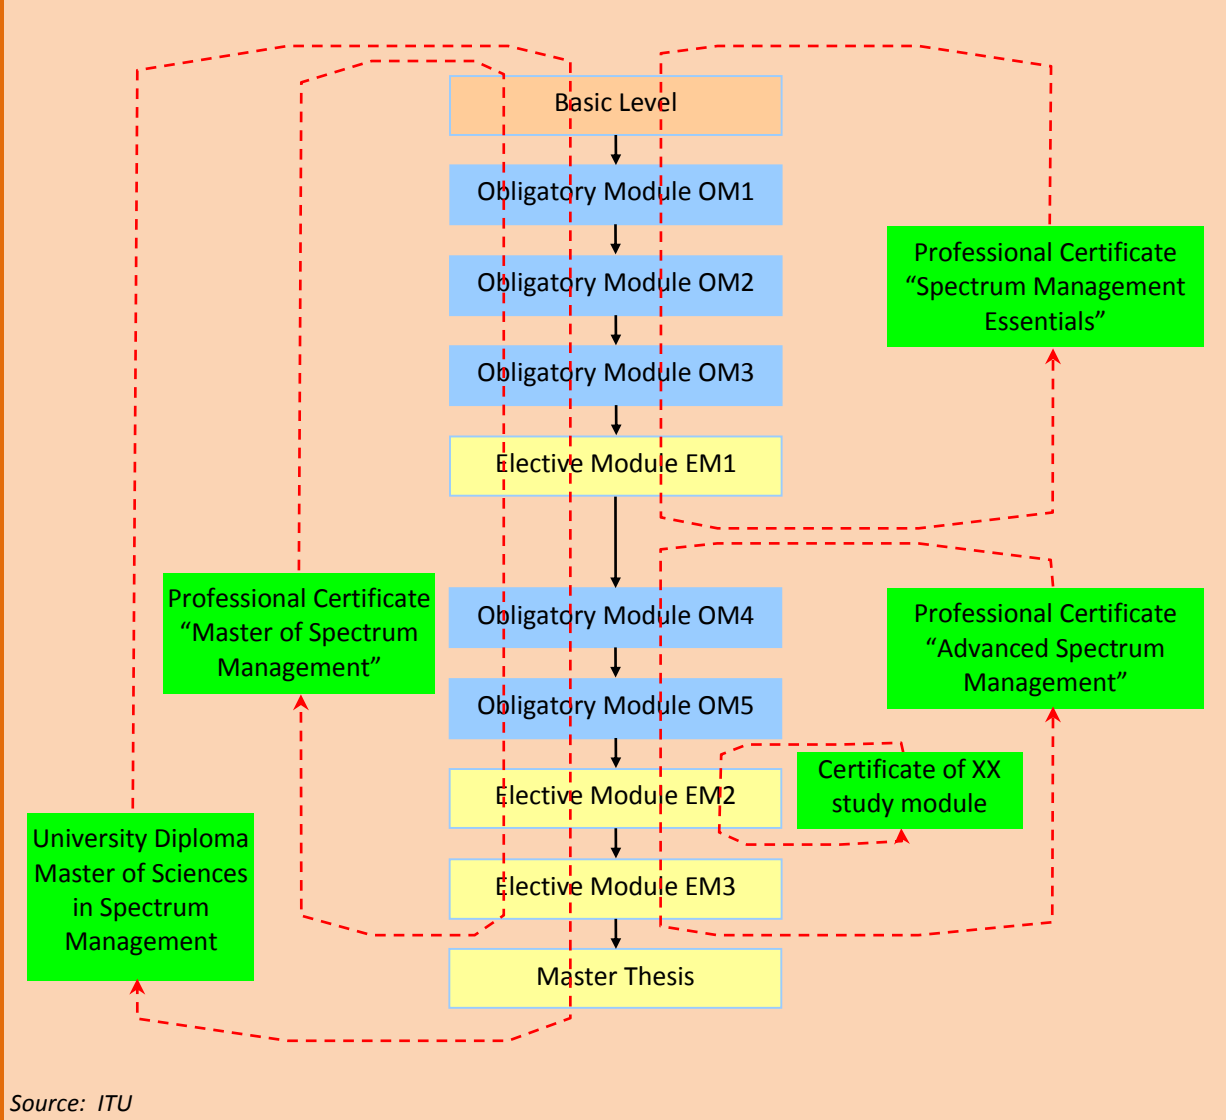 Basic Level
Obligatory Module OM1
Obligatory Module OM2
Obligatory Module OM3
Elective Module EM1
Obligatory Module OM4
Obligatory Module OM5
Elective Module EM2
Elective Module EM3
Master Thesis
Professional Certificate
“Spectrum Management
Essentials”
Professional Certificate
“Master of Spectrum
Management”
Professional Certificate
“Advanced Spectrum
Management”
Certificate of XX
study module
University Diploma
Master of Sciences
in Spectrum
Management
Source: ITU